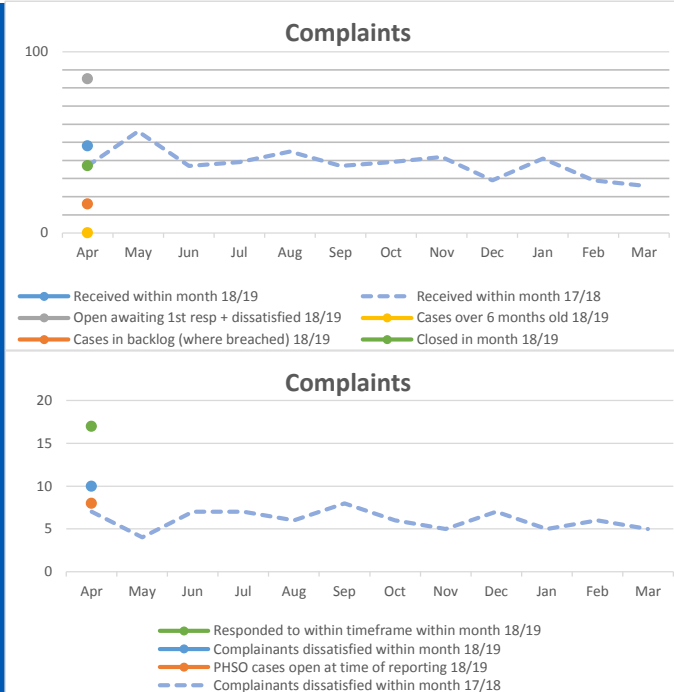 Complaints
100
0
Apr May Jun Jul Aug Sep Oct Nov Dec Jan Feb Mar
Received within month 18/19 Received within month 17/18
Open awaiting 1st resp + dissatisfied 18/19 Cases over 6 months old 18/19
Cases in backlog (where breached) 18/19 Closed in month 18/19
Complaints
20
15
10
5
0
Apr May Jun Jul Aug Sep Oct Nov Dec Jan Feb Mar
Responded to within timeframe within month 18/19
Complainants dissatisfied within month 18/19
PHSO cases open at time of reporting 18/19
Complainants dissatisfied within month 17/18